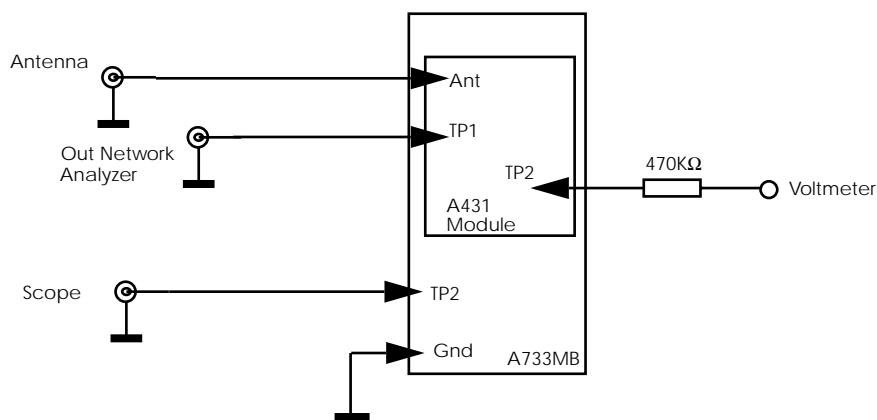 Antenna
Ant
TP1
Out Network
Analyzer
TP2
470KΩ
Voltmeter
A431
Module
Scope
TP2
Gnd
A733MB